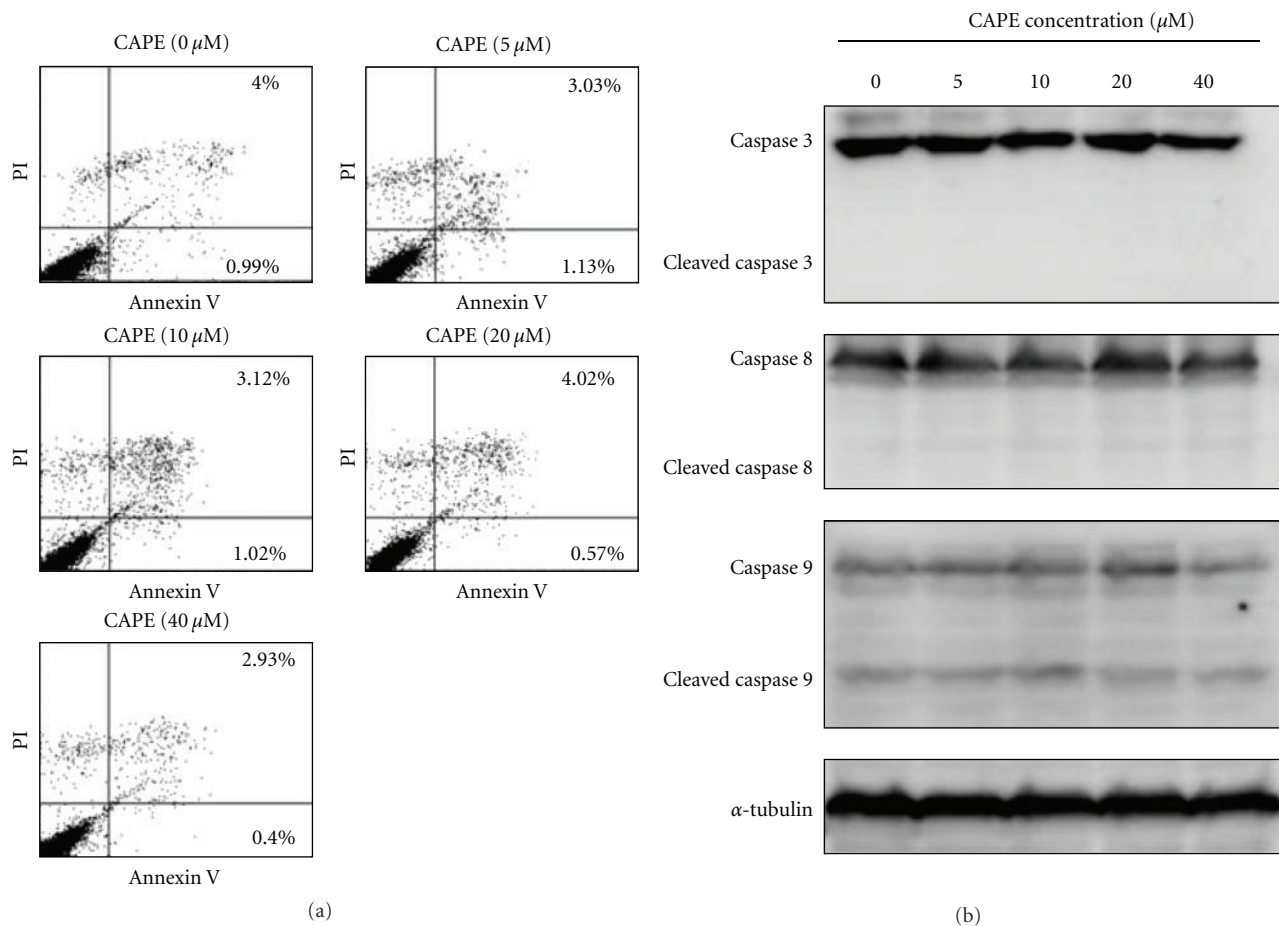 CAPE (0 μM)
4%
0.99%
PI
Annexin V
CAPE (5 μM)
3.03%
1.13%
PI
Annexin V
CAPE (10 μM)
3.12%
1.02%
PI
Annexin V
CAPE (20 μM)
4.02%
0.57%
PI
Annexin V
CAPE (40 μM)
2.93%
0.4%
PI
Annexin V
(a)
CAPE concentration (μM)
0 5 10 20 40
Caspase 3
Cleaved caspase 3
Caspase 8
Cleaved caspase 8
Caspase 9
Cleaved caspase 9
α-tubulin
(b)